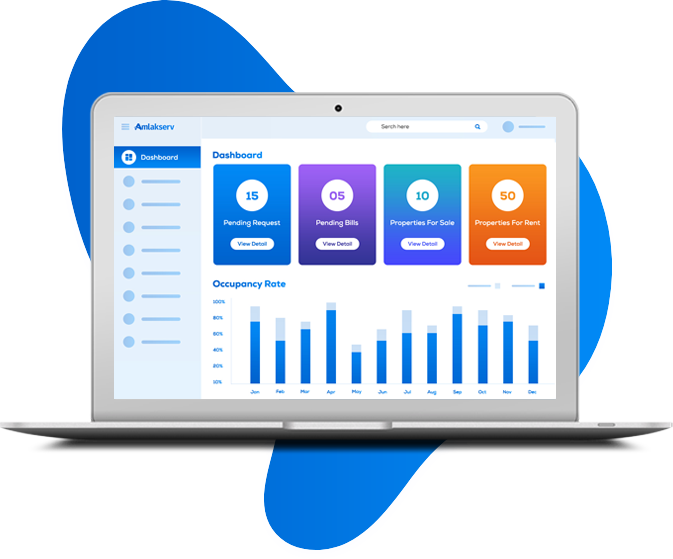 Amlakserv
Serch here
Dashboard
Dashboard
15
05
10
50
Pending Request
Pending Bills
Properties For Sale
Properties For Rent
View Detail
View Detail
View Detail
View Detail
Occupancy Rate
100%
80%
60%
40%
20%
10%
Jan Feb Mar Apr May Jun Jul Aug Sep Oct Nov Dec